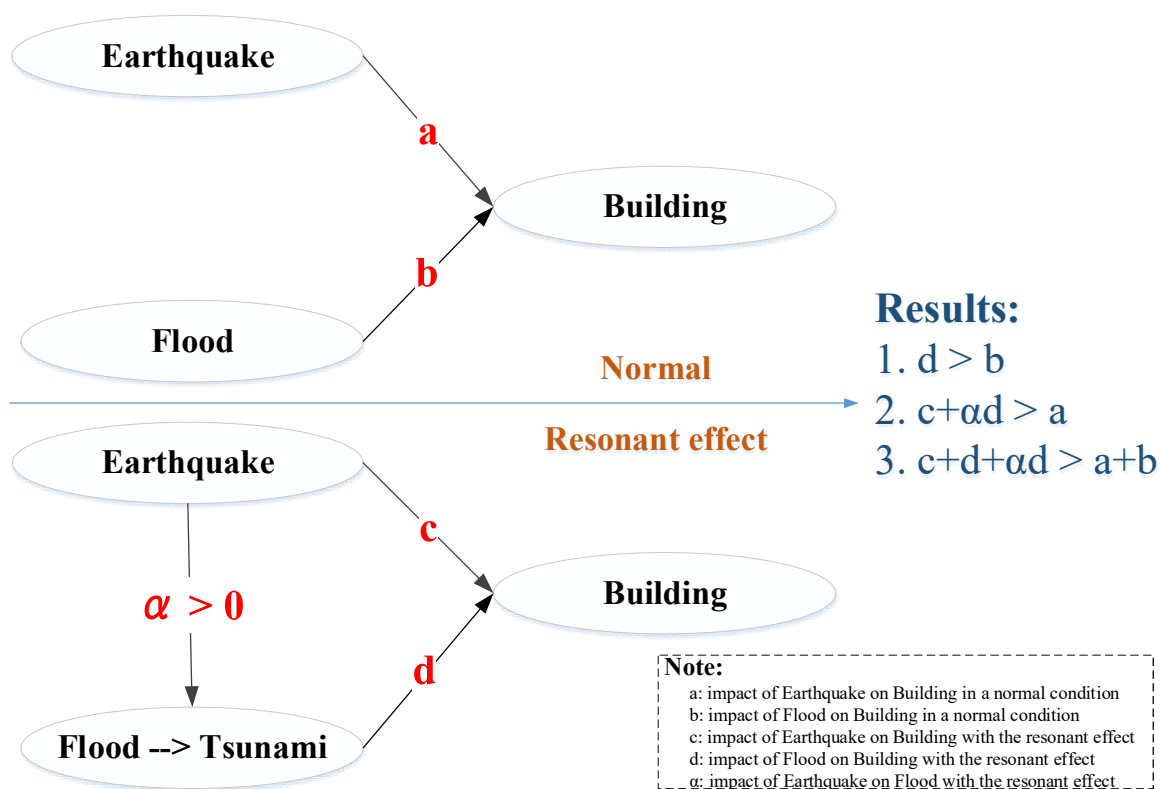 Earthquake
a
Building
b
Flood
Normal
Results:
1. d > b
2. c+αd > a
3. c+d+αd > a+b
Resonant effect
Earthquake
c
α > 0
Building
d
Flood --> Tsunami
Note:
a: impact of Earthquake on Building in a normal condition
b: impact of Flood on Building in a normal condition
c: impact of Earthquake on Building with the resonant effect
d: impact of Flood on Building with the resonant effect
α: impact of Earthquake on Flood with the resonant effect